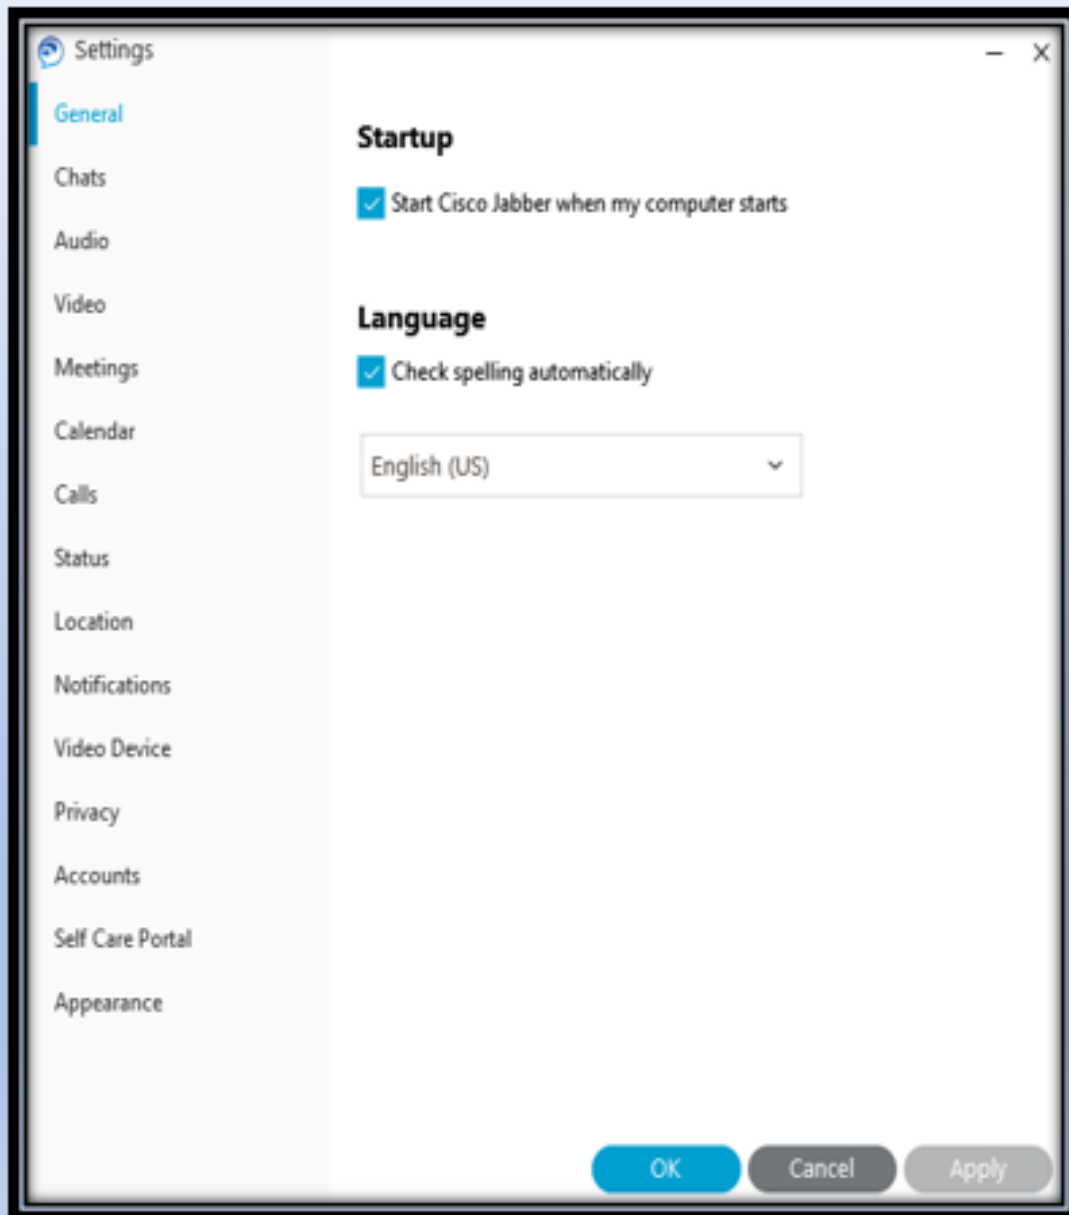 Settings
General
Chats
Audio
Video
Meetings
Calendar
Calls
Status
Location
Notifications
Video Device
Privacy
Accounts
Self Care Portal
Appearance
Startup
Start Cisco Jabber when my computer starts
Language
Check spelling automatically
English (US)
OK Cancel Apply